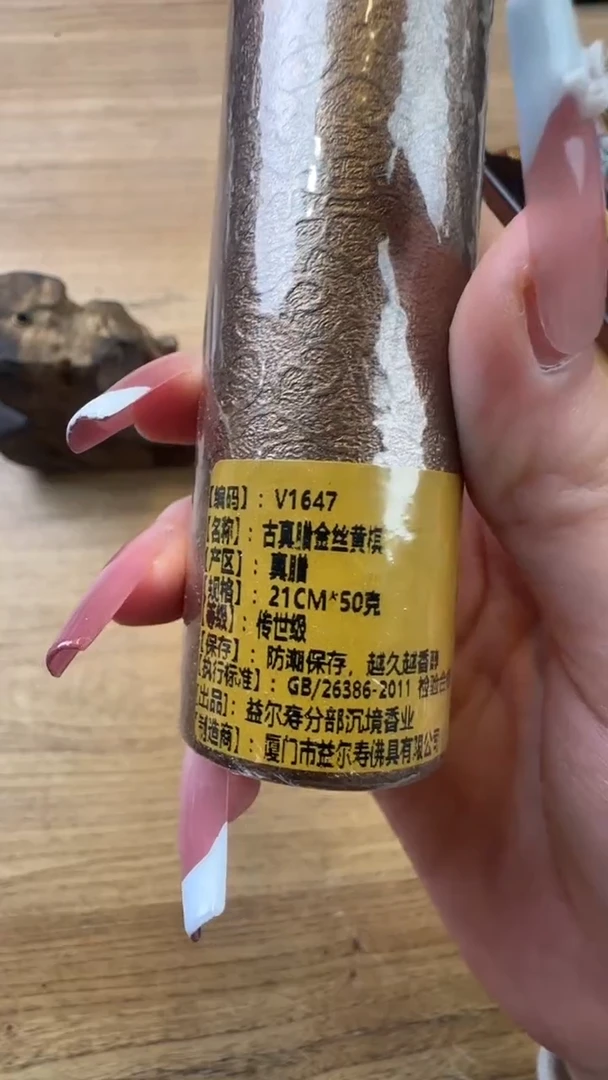 【编码】：V1647
【名称】：古真腊金丝黄棋
【产区】：真腊
【规格】：21CM*50克
【等级】：传世级
【保存】：防潮保存，越久越香醇
【执行标准】：GB/26386-2011 检验合
【出品】：益尔寿分部沉境香业
【制造商】：厦门市益尔寿佛具有限公司